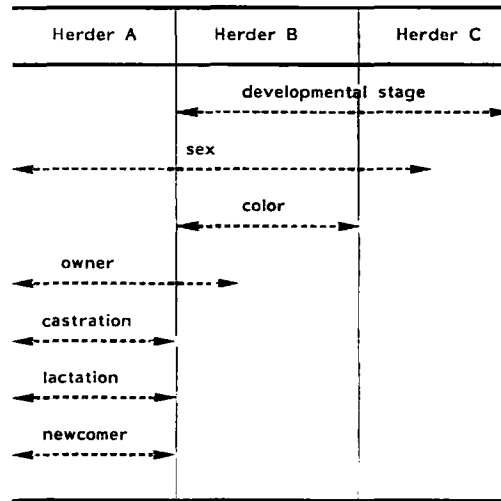 Herder A Herder B Herder C
developmental stage
sex
color
owner
castration
lactation
newcomer